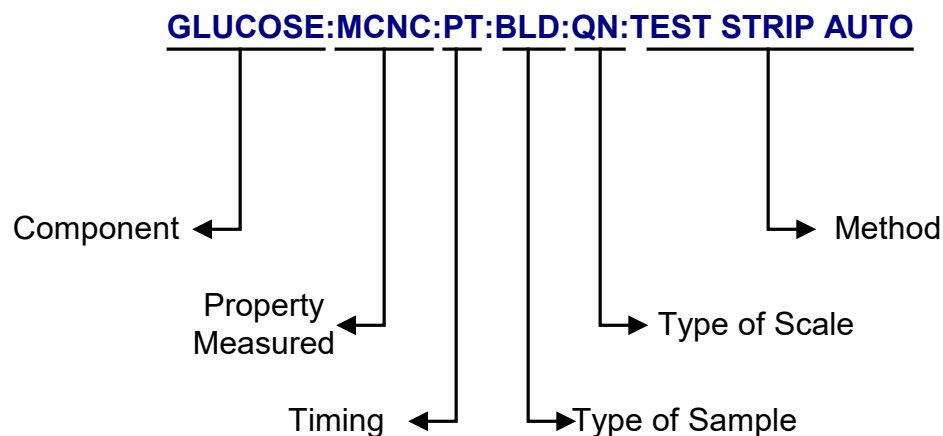 GLUCOSE:MCNC:PT:BLD:QN:TEST STRIP AUTO
Component
Method
Property
Measured
Type of Scale
Timing
Type of Sample